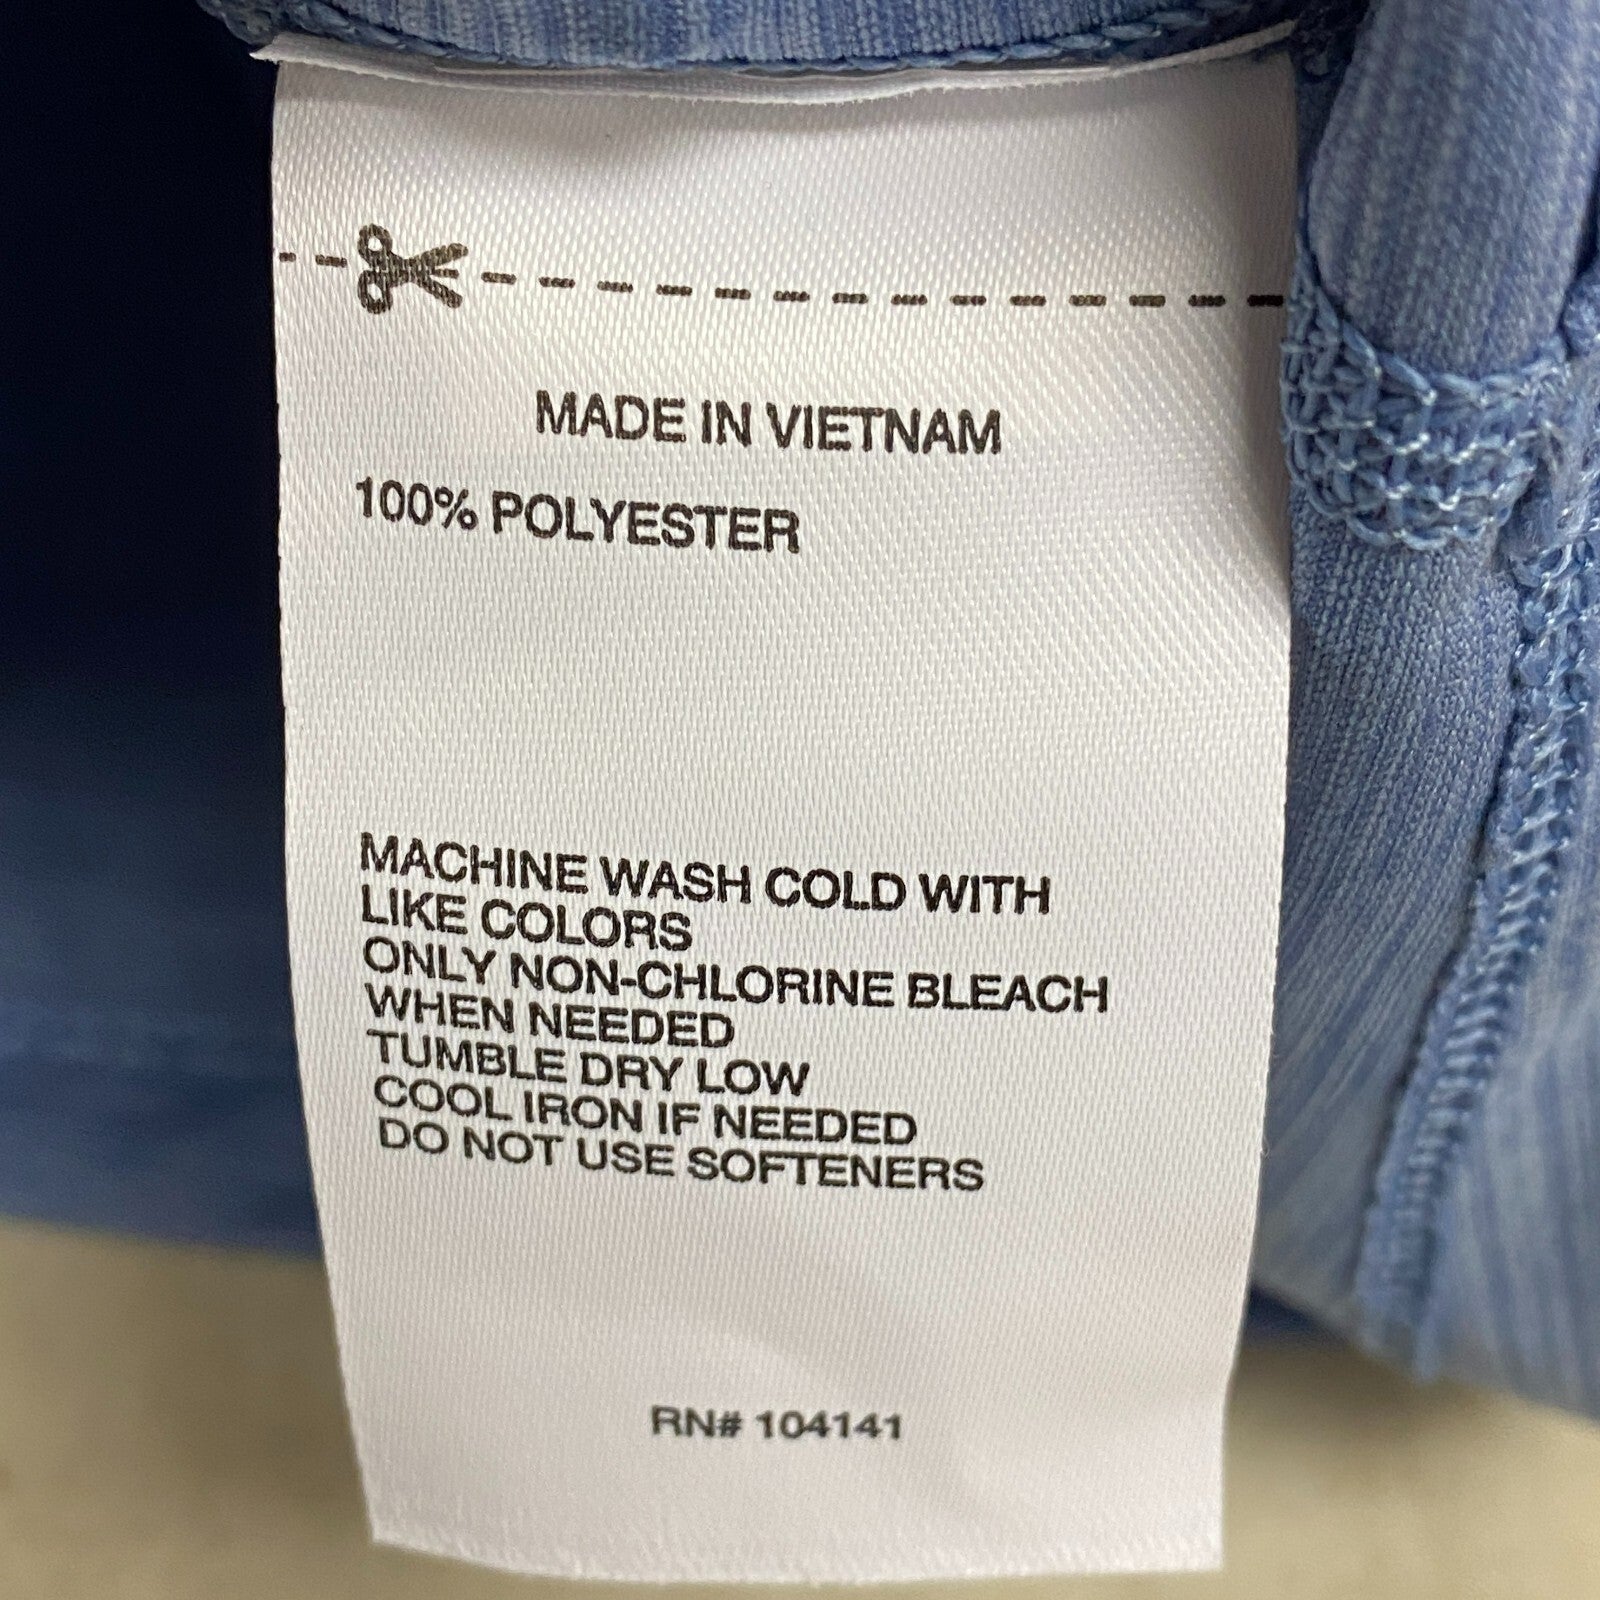 MADE IN VIETNAM
100% POLYESTER
MACHINE WASH COLD WITH
LIKE COLORS
ONLY NON-CHLORINE BLEACH
WHEN NEEDED
TUMBLE DRY LOW
COOL IRON IF NEEDED
DO NOT USE SOFTENERS
RN# 104141